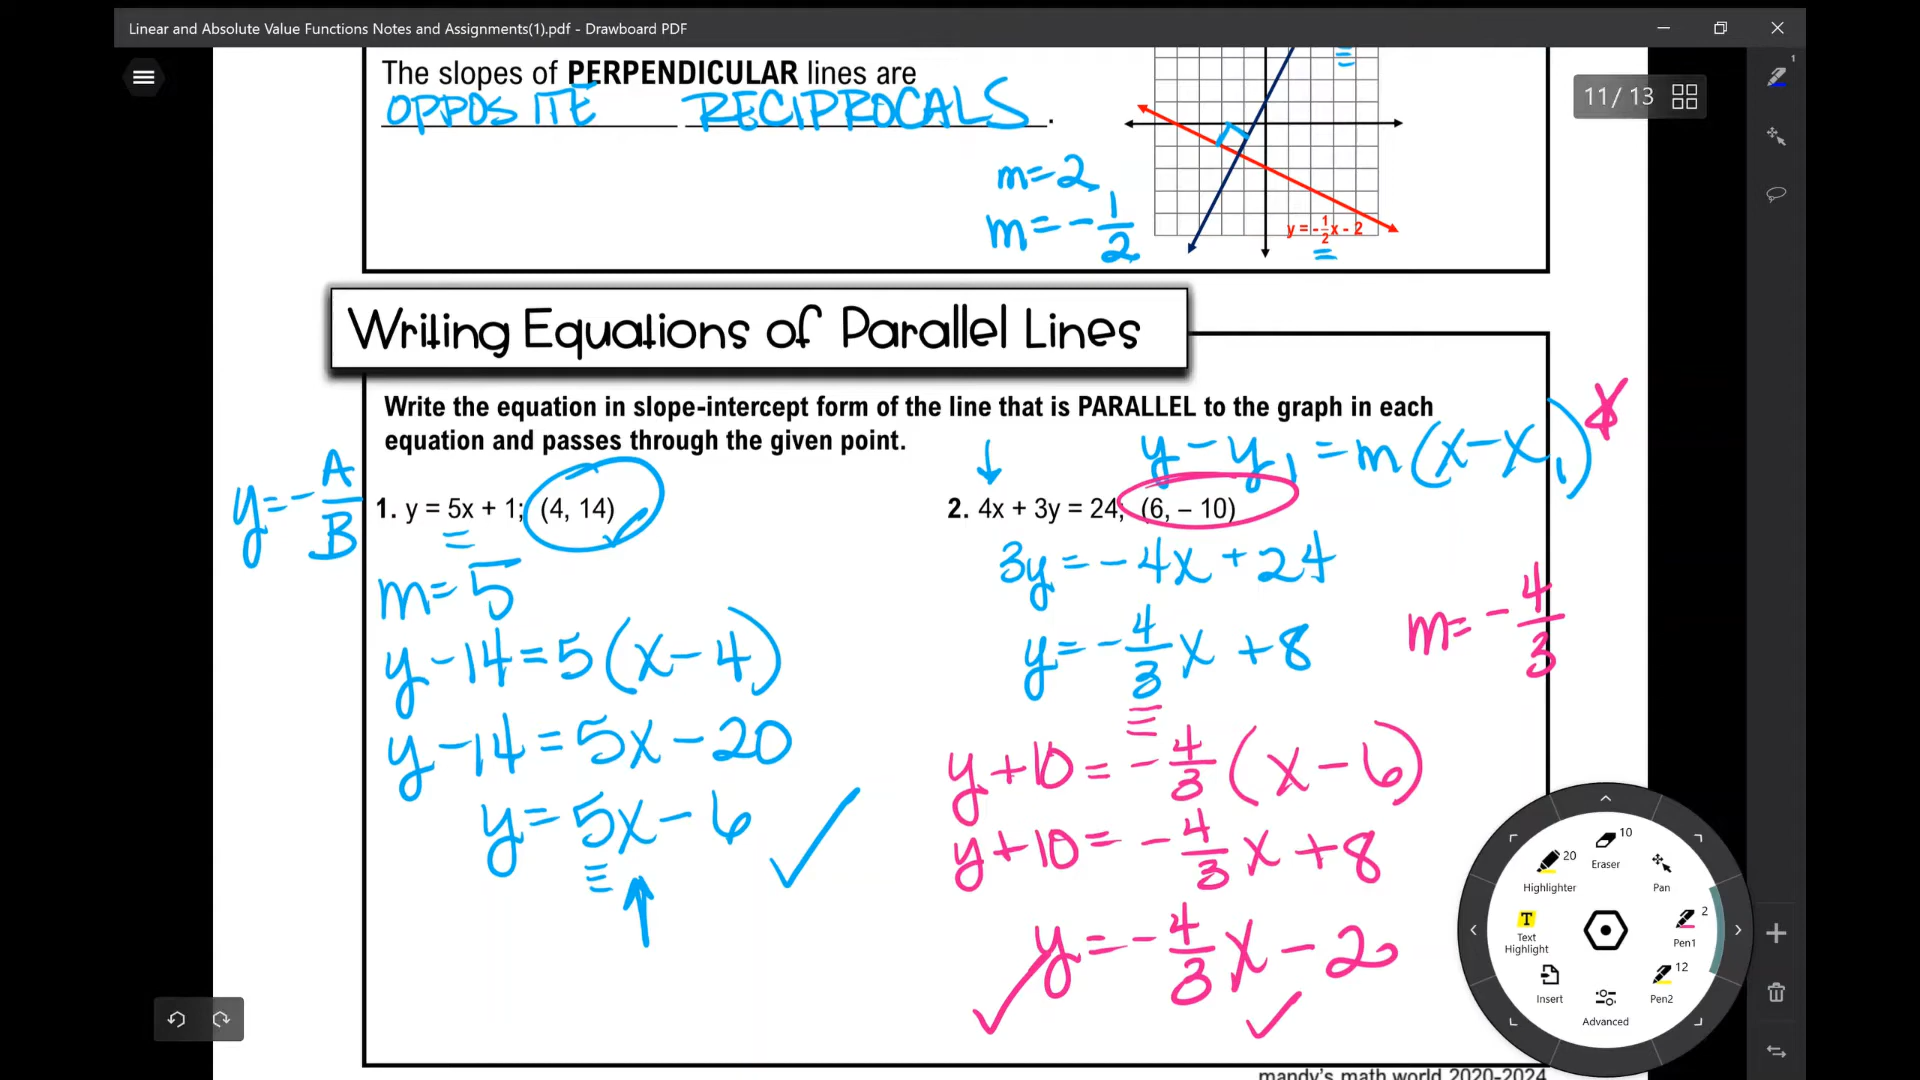 Linear and Absolute Value Functions Notes and Assignments(1).pdf - Drawboard PDF
The slopes of PERPENDICULAR lines are
OPPOSITE RECIPROCALS.
11 / 13
m=2
m=-1/2
y = -1/2x - 2
Writing Equations of Parallel Lines
Write the equation in slope-intercept form of the line that is PARALLEL to the graph in each
equation and passes through the given point.
y - y1 = m(x - x1)
y = -A/B
1. y = 5x + 1; (4, 14)
m=5
y-14=5(x-4)
y-14=5x-20
y=5x-6
2. 4x + 3y = 24; (6, – 10)
3y=-4x+24
y=-4/3x+8
m=-4/3
y+10=-4/3(x-6)
y+10=-4/3x+8
y=-4/3x-2
mandy's math world 2020-2024
10
Eraser
20
Highlighter
Pan
Text
Highlight
2
Pen1
Insert
12
Pen2
Advanced
1